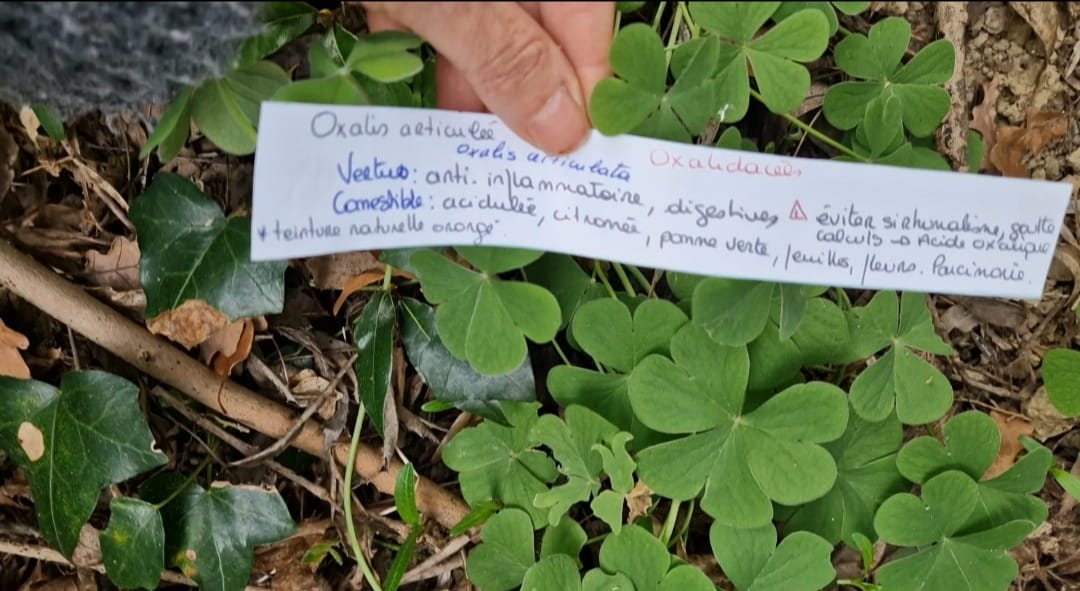 Oxalis articulée
oxalis articulata Oxalidacées
Vertus: anti. inflammatoire, digestives, ⚠ éviter si rhumatisme, goutte
calculs → Acide oxalique
Comestible: acidulée, citronnée, pomme verte, feuilles, fleurs. Parcimonie.
* teinture naturelle orangé.